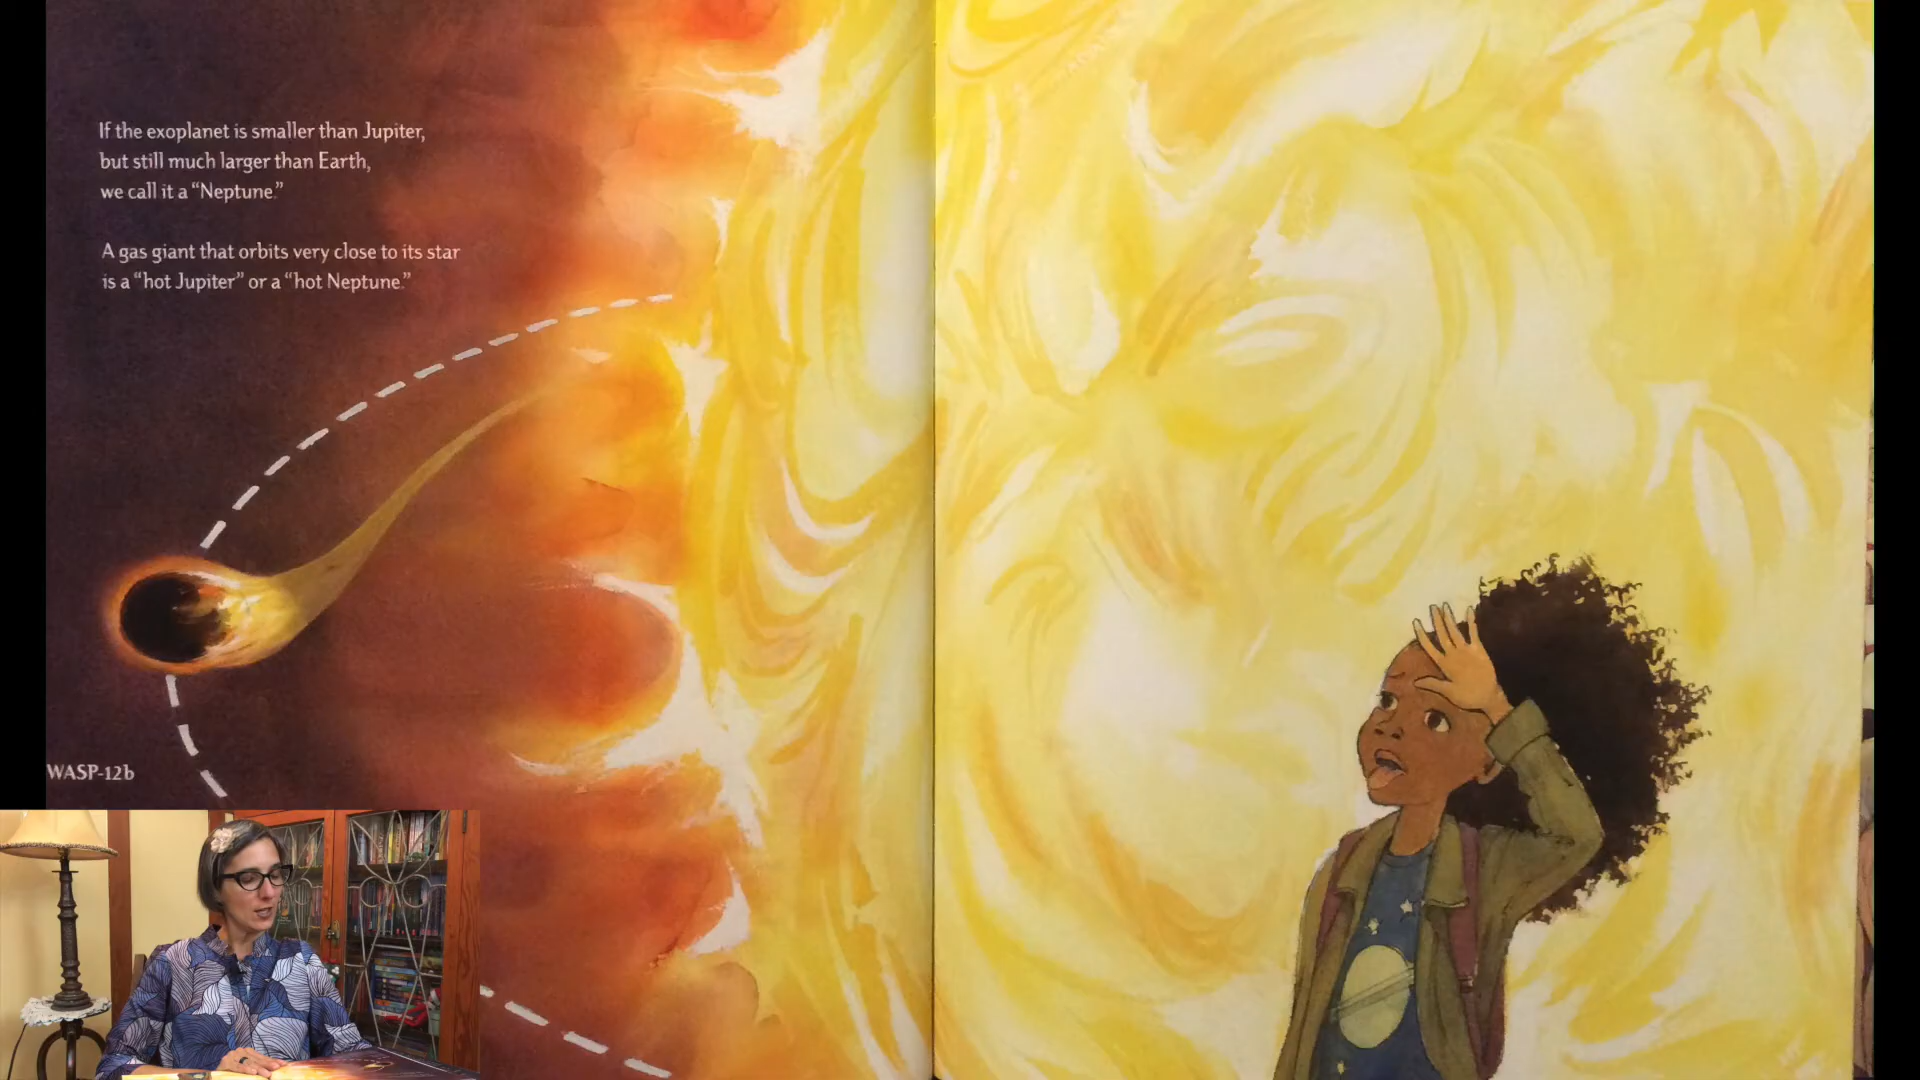 If the exoplanet is smaller than Jupiter,
but still much larger than Earth,
we call it a “Neptune.”
A gas giant that orbits very close to its star
is a “hot Jupiter” or a “hot Neptune.”
WASP-12b